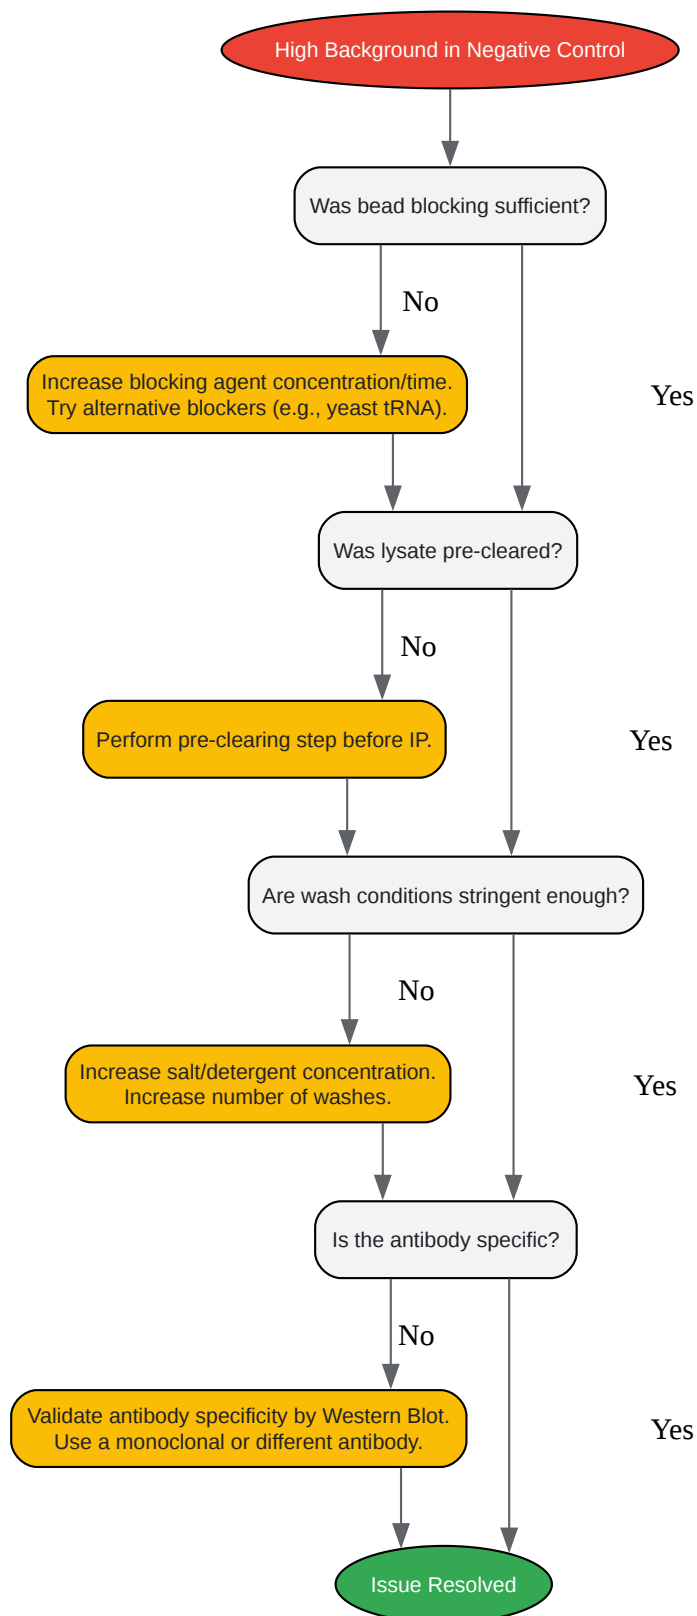 High Background in Negative Control
Was bead blocking sufficient?
No
Increase blocking agent concentration/time.
Try alternative blockers (e.g., yeast tRNA).
Yes
Was lysate pre-cleared?
No
Perform pre-clearing step before IP.
Yes
Are wash conditions stringent enough?
No
Increase salt/detergent concentration.
Increase number of washes.
Yes
Is the antibody specific?
No
Validate antibody specificity by Western Blot.
Use a monoclonal or different antibody.
Yes
Issue Resolved